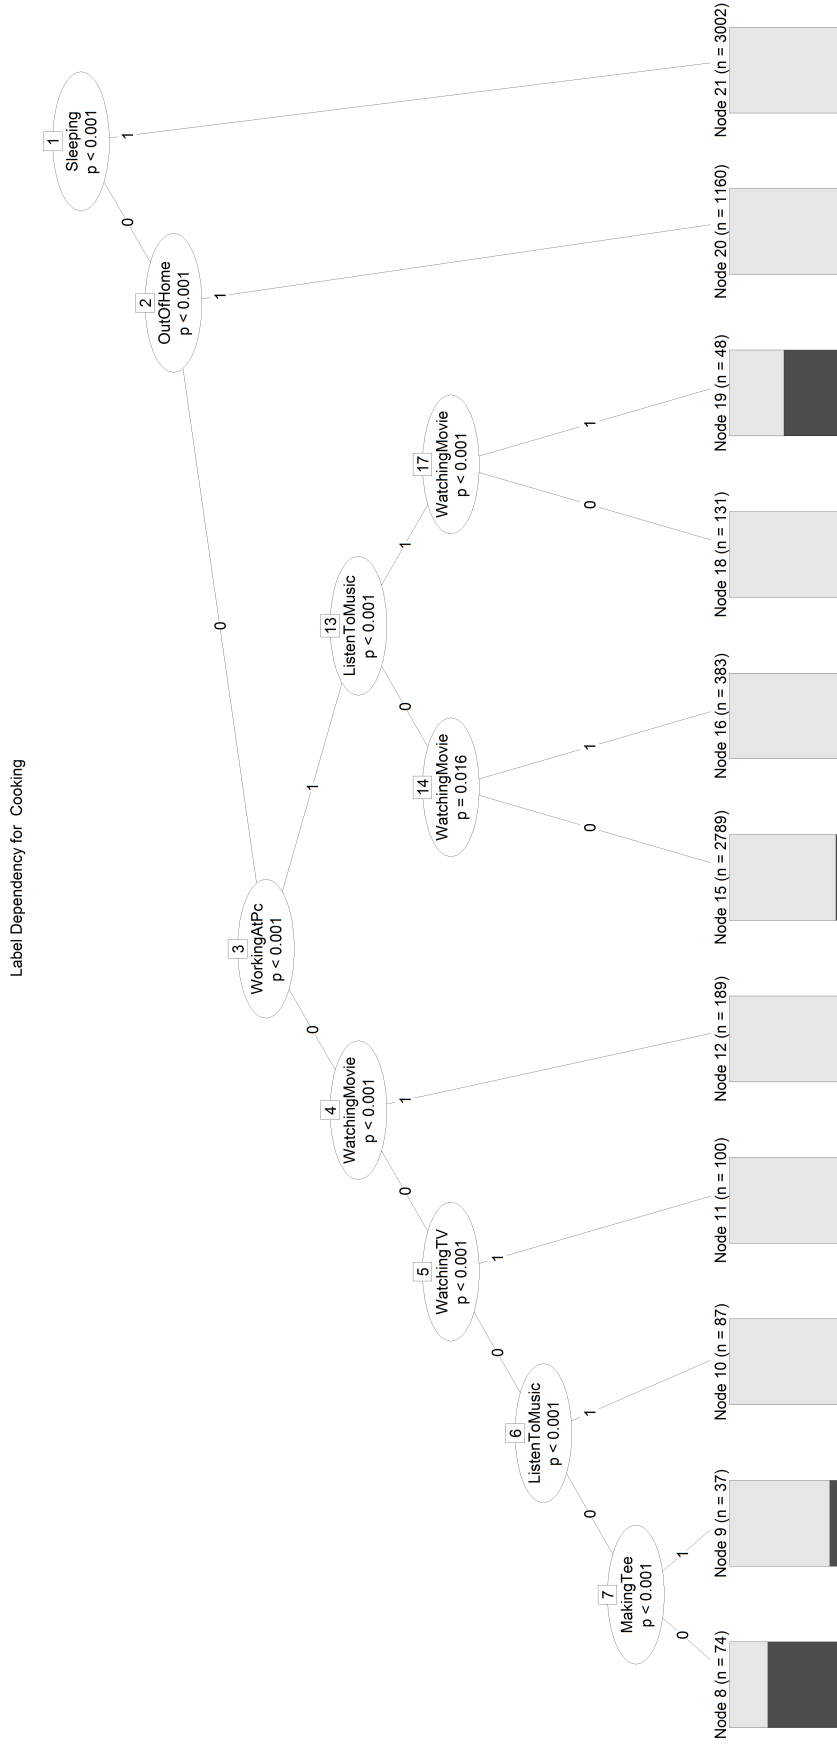 Label Dependency for Cooking
1
Sleeping
p < 0.001
0
1
2
OutOfHome
p < 0.001
0
1
3
WorkingAtPc
p < 0.001
0
1
4
WatchingMovie
p < 0.001
0
1
13
ListenToMusic
p < 0.001
0
1
5
WatchingTV
p < 0.001
0
1
14
WatchingMovie
p = 0.016
0
1
17
WatchingMovie
p < 0.001
0
1
6
ListenToMusic
p < 0.001
0
1
7
MakingTee
p < 0.001
0
1
Node 8 (n = 74)
Node 9 (n = 37)
Node 10 (n = 87)
Node 11 (n = 100)
Node 12 (n = 189)
Node 15 (n = 2789)
Node 16 (n = 383)
Node 18 (n = 131)
Node 19 (n = 48)
Node 20 (n = 1160)
Node 21 (n = 3002)